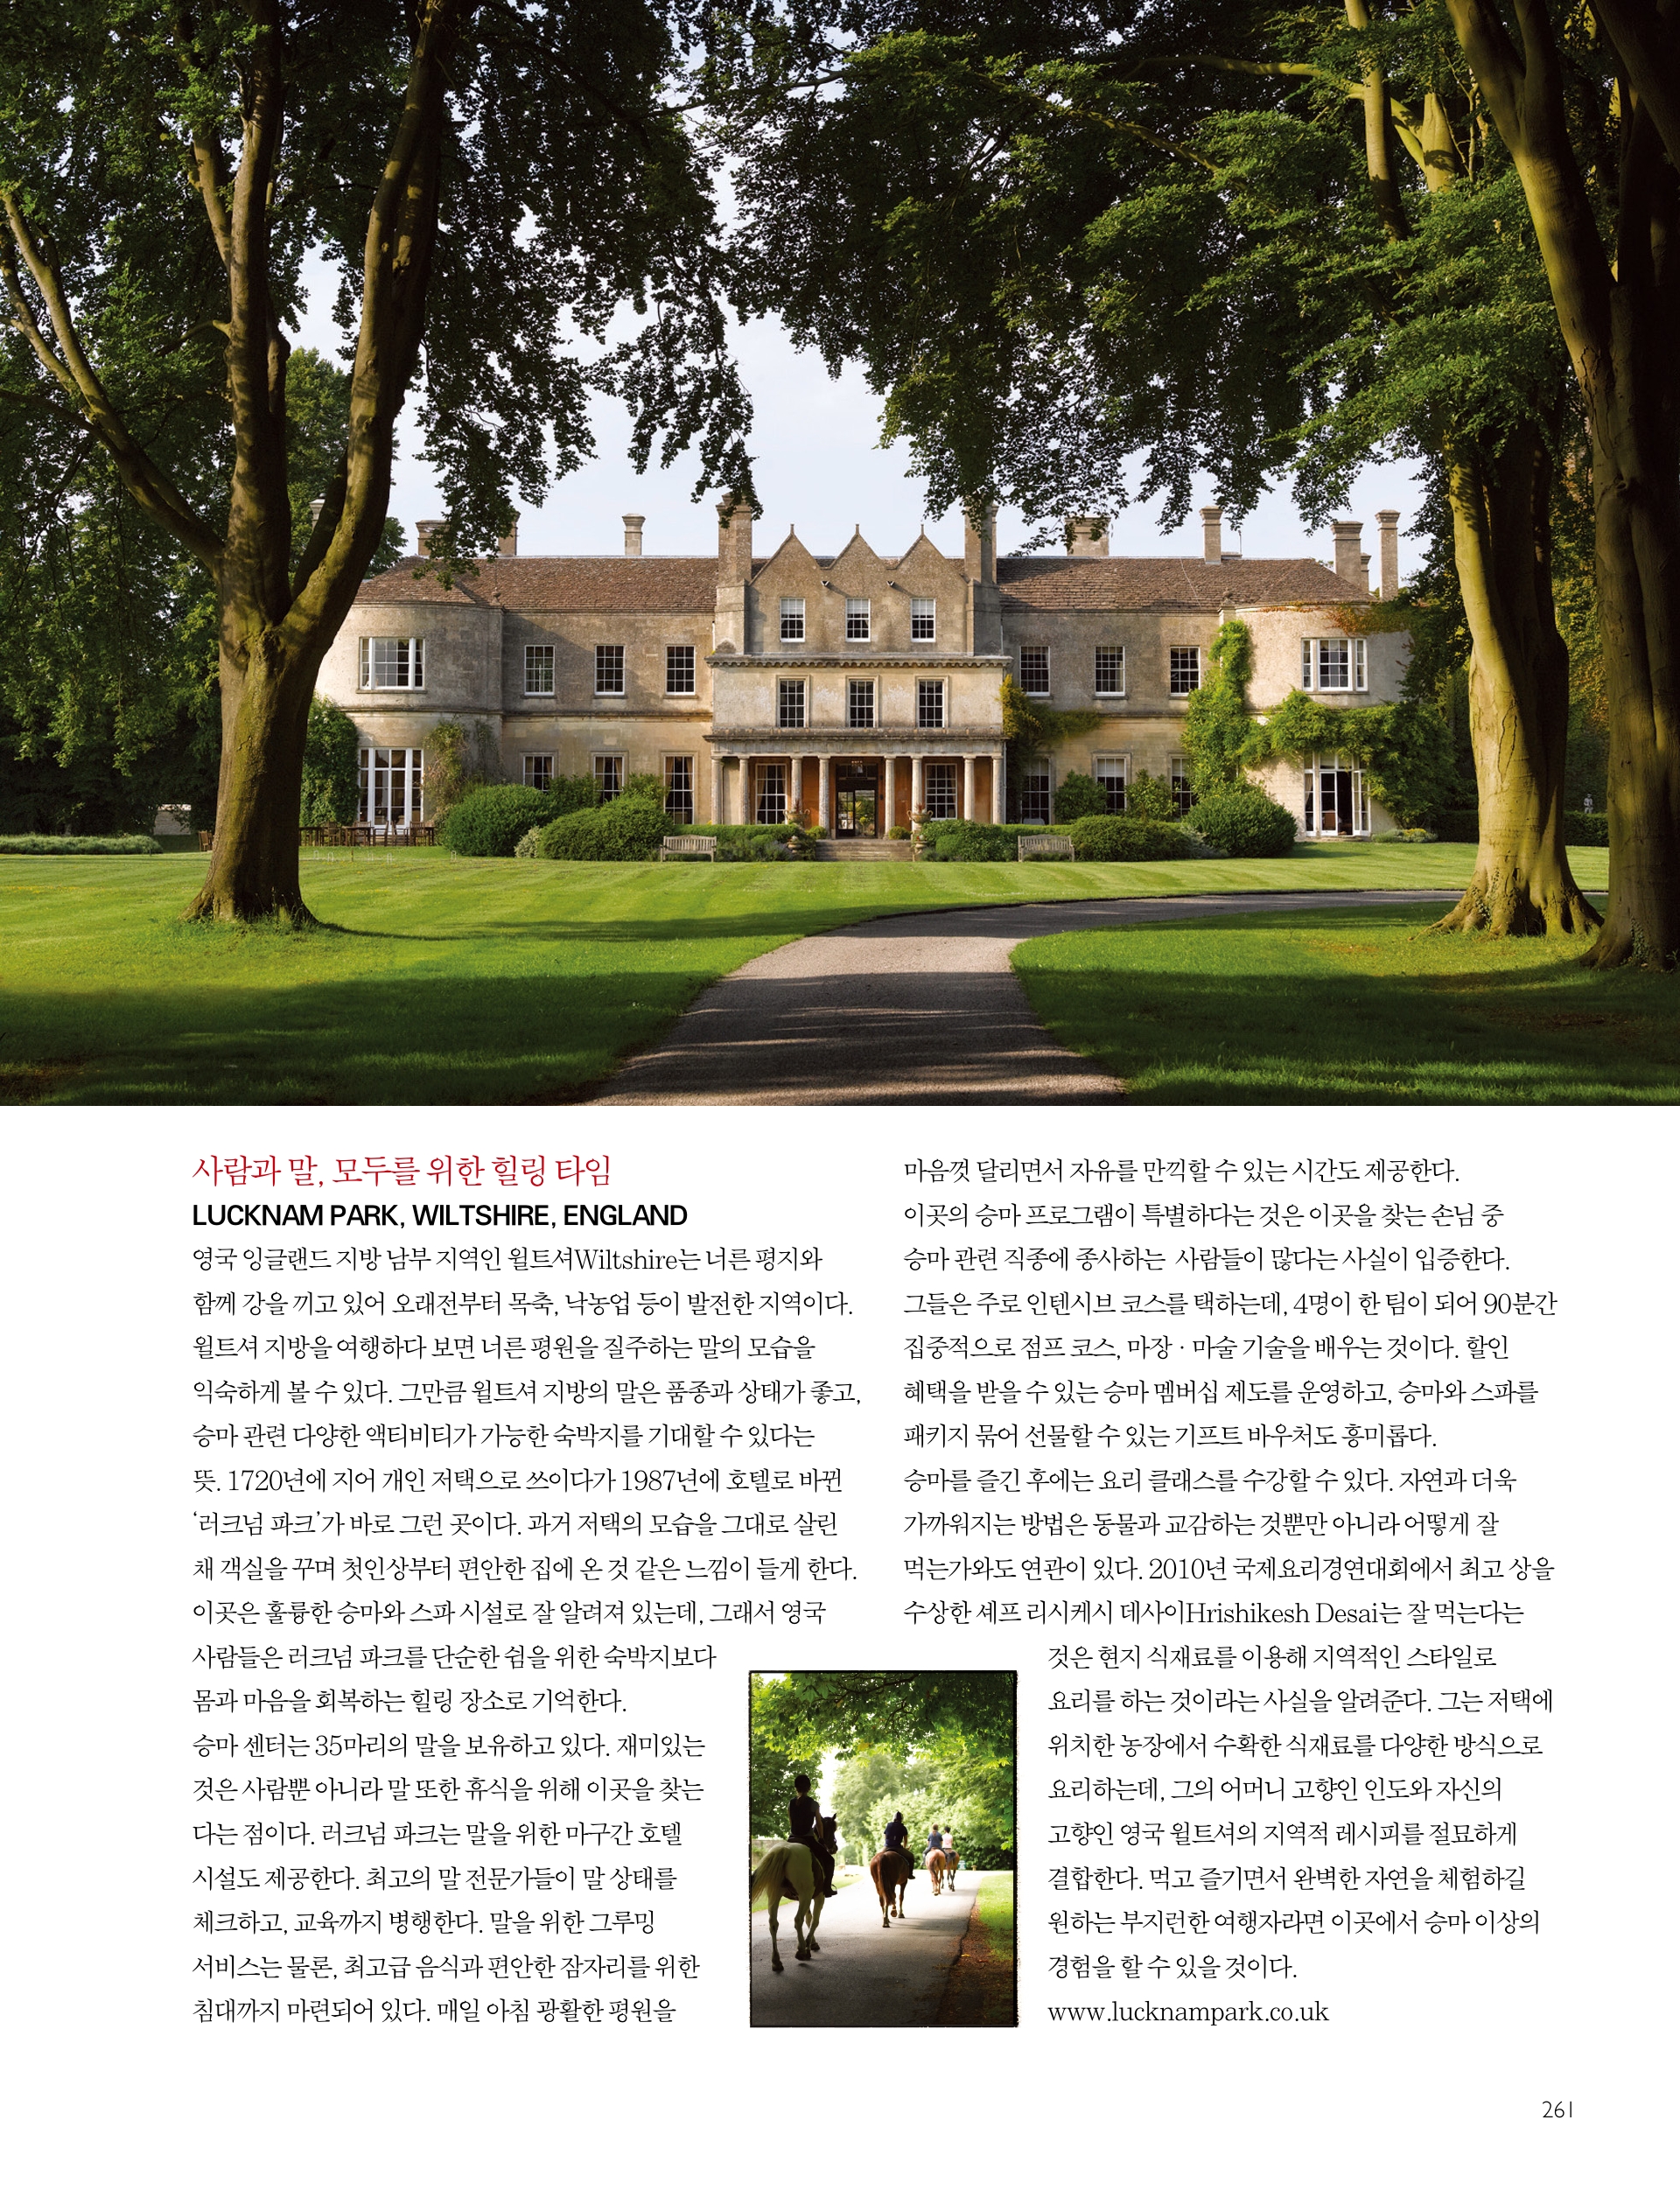 사람과 말, 모두를 위한 힐링 타임
LUCKNAM PARK, WILTSHIRE, ENGLAND
영국 잉글랜드 지방 남부 지역인 윌트셔Wiltshire는 너른 평지와
함께 강을 끼고 있어 오래전부터 목축, 낙농업 등이 발전한 지역이다.
윌트셔 지방을 여행하다 보면 너른 평원을 질주하는 말의 모습을
익숙하게 볼 수 있다. 그만큼 윌트셔 지방의 말은 품종과 상태가 좋고,
승마 관련 다양한 액티비티가 가능한 숙박지를 기대할 수 있다는
뜻. 1720년에 지어 개인 저택으로 쓰이다가 1987년에 호텔로 바뀐
‘러크넘 파크’가 바로 그런 곳이다. 과거 저택의 모습을 그대로 살린
채 객실을 꾸며 첫인상부터 편안한 집에 온 것 같은 느낌이 들게 한다.
이곳은 훌륭한 승마와 스파 시설로 잘 알려져 있는데, 그래서 영국
사람들은 러크넘 파크를 단순한 쉼을 위한 숙박지보다
몸과 마음을 회복하는 힐링 장소로 기억한다.
승마 센터는 35마리의 말을 보유하고 있다. 재미있는
것은 사람뿐 아니라 말 또한 휴식을 위해 이곳을 찾는
다는 점이다. 러크넘 파크는 말을 위한 마구간 호텔
시설도 제공한다. 최고의 말 전문가들이 말 상태를
체크하고, 교육까지 병행한다. 말을 위한 그루밍
서비스는 물론, 최고급 음식과 편안한 잠자리를 위한
침대까지 마련되어 있다. 매일 아침 광활한 평원을
마음껏 달리면서 자유를 만끽할 수 있는 시간도 제공한다.
이곳의 승마 프로그램이 특별하다는 것은 이곳을 찾는 손님 중
승마 관련 직종에 종사하는 사람들이 많다는 사실이 입증한다.
그들은 주로 인텐시브 코스를 택하는데, 4명이 한 팀이 되어 90분간
집중적으로 점프 코스, 마장 · 마술 기술을 배우는 것이다. 할인
혜택을 받을 수 있는 승마 멤버십 제도를 운영하고, 승마와 스파를
패키지 묶어 선물할 수 있는 기프트 바우처도 흥미롭다.
승마를 즐긴 후에는 요리 클래스를 수강할 수 있다. 자연과 더욱
가까워지는 방법은 동물과 교감하는 것뿐만 아니라 어떻게 잘
먹는가와도 연관이 있다. 2010년 국제요리경연대회에서 최고 상을
수상한 셰프 리시케시 데사이Hrishikesh Desai는 잘 먹는다는
것은 현지 식재료를 이용해 지역적인 스타일로
요리를 하는 것이라는 사실을 알려준다. 그는 저택에
위치한 농장에서 수확한 식재료를 다양한 방식으로
요리하는데, 그의 어머니 고향인 인도와 자신의
고향인 영국 윌트셔의 지역적 레시피를 절묘하게
결합한다. 먹고 즐기면서 완벽한 자연을 체험하길
원하는 부지런한 여행자라면 이곳에서 승마 이상의
경험을 할 수 있을 것이다.
www.lucknampark.co.uk
261